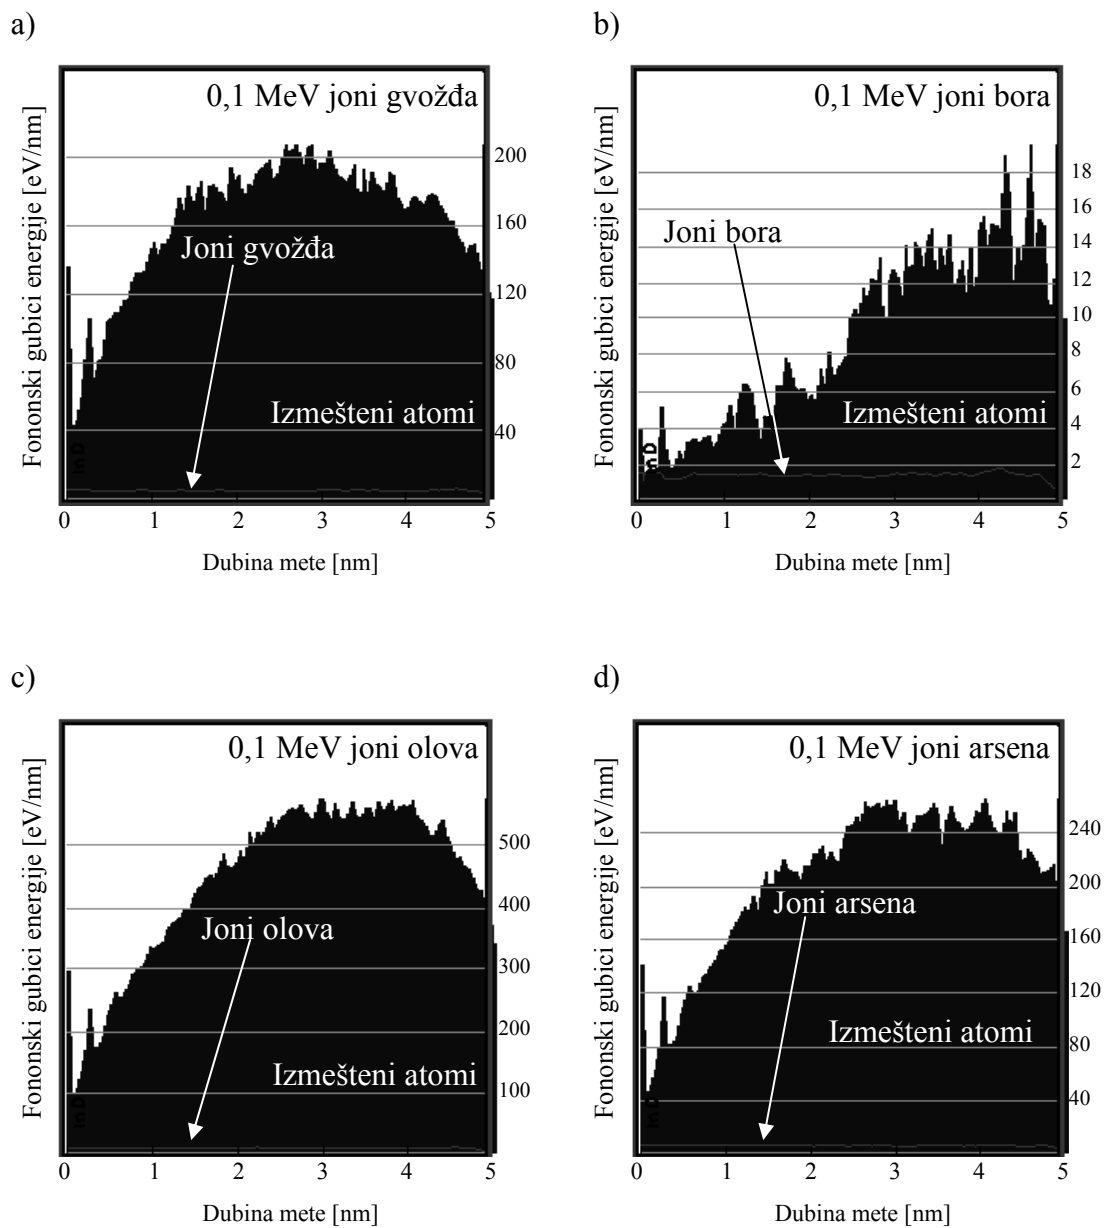 a)
0,1 MeV joni gvožđa
Fononski gubici energije [eV/nm]
200
160
120
80
40
Joni gvožđa
Izmešteni atomi
In D
0 1 2 3 4 5
Dubina mete [nm]
b)
0,1 MeV joni bora
Fononski gubici energije [eV/nm]
18
16
14
12
10
8
6
4
2
Joni bora
Izmešteni atomi
In D
0 1 2 3 4 5
Dubina mete [nm]
c)
0,1 MeV joni olova
Fononski gubici energije [eV/nm]
500
400
300
200
100
Joni olova
Izmešteni atomi
In D
0 1 2 3 4 5
Dubina mete [nm]
d)
0,1 MeV joni arsena
Fononski gubici energije [eV/nm]
240
200
160
120
80
40
Joni arsena
Izmešteni atomi
In D
0 1 2 3 4 5
Dubina mete [nm]